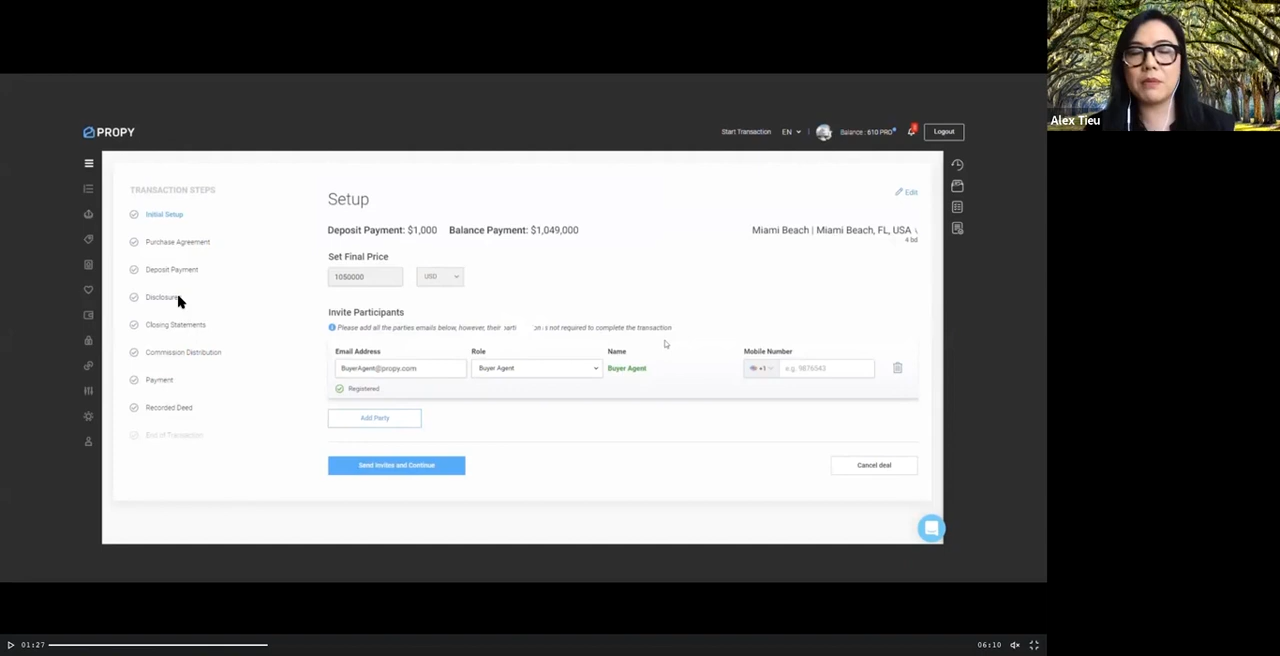 PROPY
Start Transaction EN Balance : 610 PRO Logout
TRANSACTION STEPS
Initial Setup
Purchase Agreement
Deposit Payment
Disclosure
Closing Statements
Commission Distribution
Payment
Recorded Deed
End of Transaction
Setup
Edit
Deposit Payment: $1,000 Balance Payment: $1,049,000
Miami Beach | Miami Beach, FL, USA
4 bd
Set Final Price
1050000 USD
Invite Participants
Please add all the parties emails below, however, their parti on is not required to complete the transaction
Email Address Role Name Mobile Number
BuyerAgent@propy.com Buyer Agent Buyer Agent +1 e.g. 9876543
Registered
Add Party
Send Invites and Continue Cancel deal
Alex Tieu
01:27 06:10